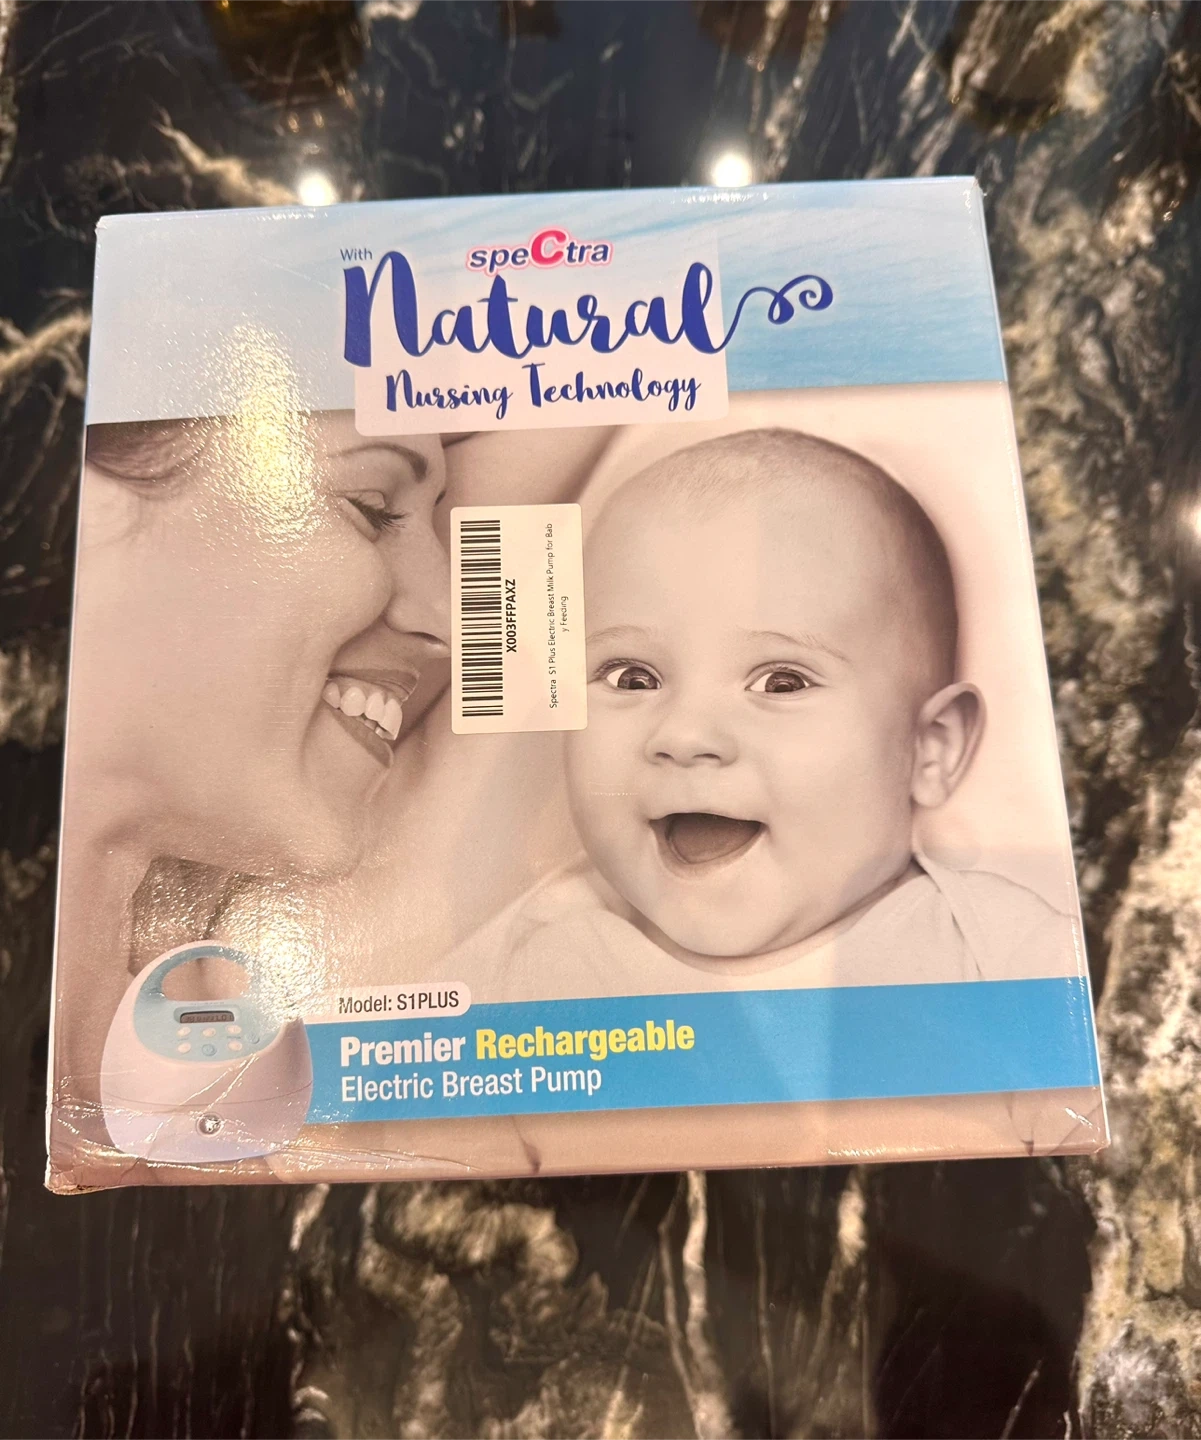 speCtra
With
Natural
Nursing Technology
X003FFPAXZ
Spectra S1 Plus Electric Breast Milk Pump for Bab
y Feeding
Model: S1PLUS
Premier Rechargeable
Electric Breast Pump